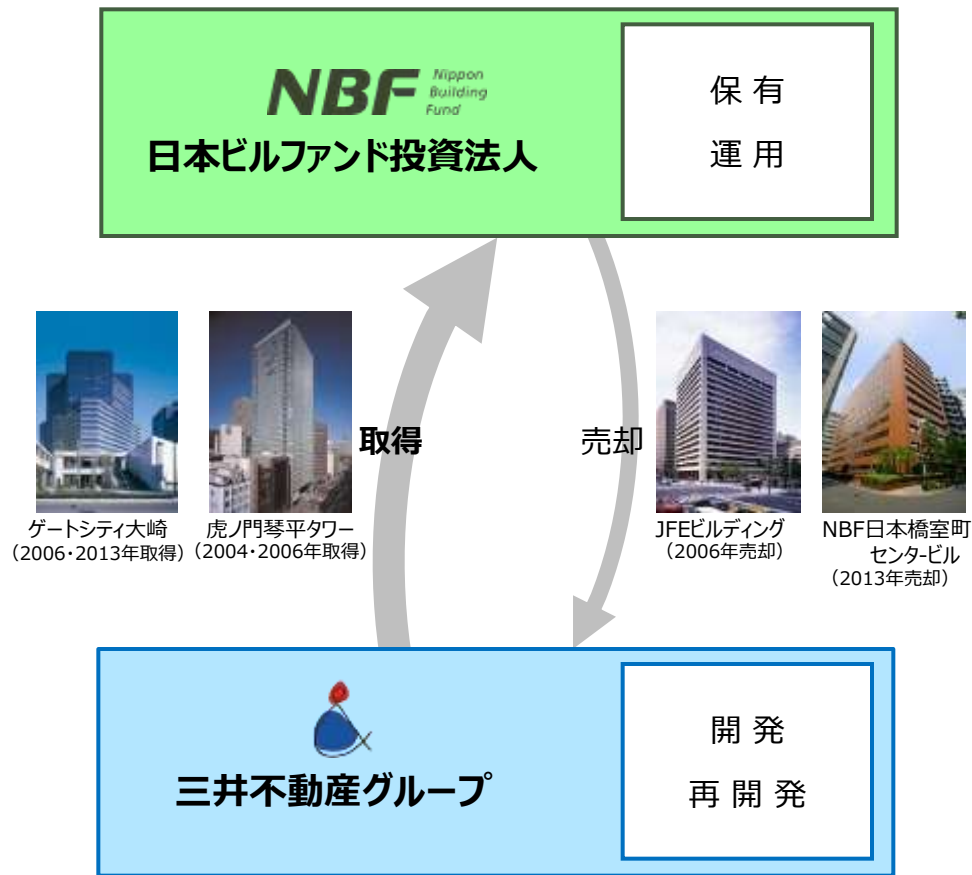 NBF Nippon
Building
Fund
日本ビルファンド投資法人
保 有
運 用
取得
売却
ゲートシティ大崎
（2006・2013年取得）
虎ノ門琴平タワー
（2004・2006年取得）
JFEビルディング
（2006年売却）
NBF日本橋室町
センタービル
（2013年売却）
三井不動産グループ
開 発
再 開 発